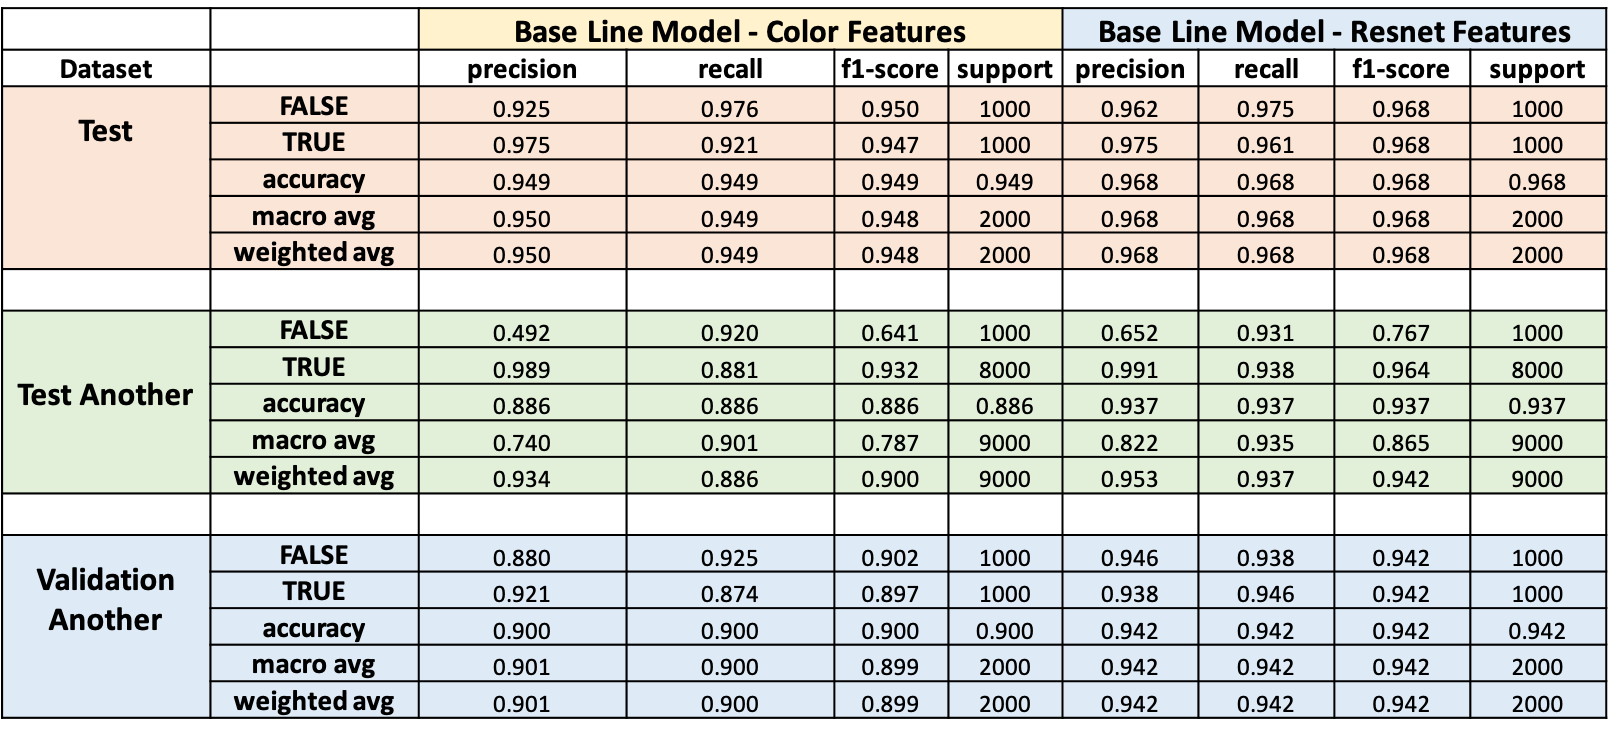 Base Line Model - Color Features Base Line Model - Resnet Features
Dataset precision recall f1-score support precision recall f1-score support
Test
FALSE 0.925 0.976 0.950 1000 0.962 0.975 0.968 1000
TRUE 0.975 0.921 0.947 1000 0.975 0.961 0.968 1000
accuracy 0.949 0.949 0.949 0.949 0.968 0.968 0.968 0.968
macro avg 0.950 0.949 0.948 2000 0.968 0.968 0.968 2000
weighted avg 0.950 0.949 0.948 2000 0.968 0.968 0.968 2000
Test Another
FALSE 0.492 0.920 0.641 1000 0.652 0.931 0.767 1000
TRUE 0.989 0.881 0.932 8000 0.991 0.938 0.964 8000
accuracy 0.886 0.886 0.886 0.886 0.937 0.937 0.937 0.937
macro avg 0.740 0.901 0.787 9000 0.822 0.935 0.865 9000
weighted avg 0.934 0.886 0.900 9000 0.953 0.937 0.942 9000
Validation
Another
FALSE 0.880 0.925 0.902 1000 0.946 0.938 0.942 1000
TRUE 0.921 0.874 0.897 1000 0.938 0.946 0.942 1000
accuracy 0.900 0.900 0.900 0.900 0.942 0.942 0.942 0.942
macro avg 0.901 0.900 0.899 2000 0.942 0.942 0.942 2000
weighted avg 0.901 0.900 0.899 2000 0.942 0.942 0.942 2000